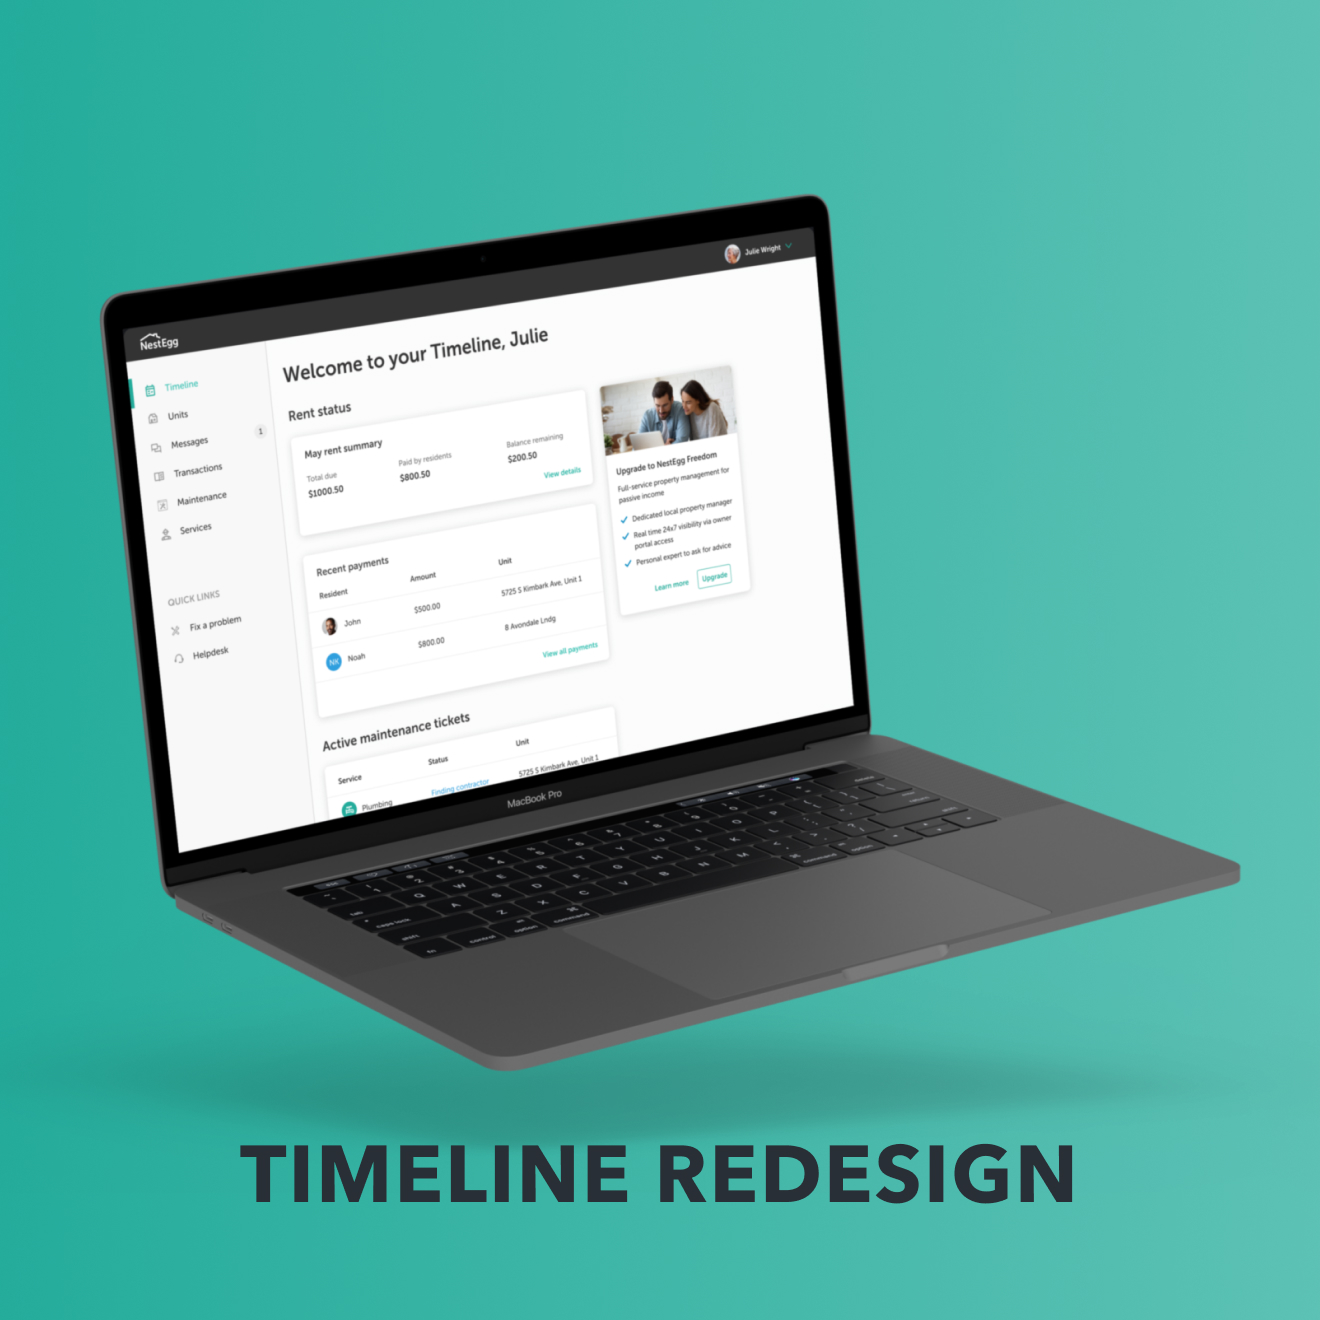 NestEgg
Julie Wright
Timeline
Units
Messages
1
Transactions
Maintenance
Services
QUICK LINKS
Fix a problem
Helpdesk
Welcome to your Timeline, Julie
Rent status
May rent summary
Total due
Paid by residents
Balance remaining
$1000.50
$800.50
$200.50
View details
Recent payments
Resident
Amount
Unit
John
$500.00
5725 S Kimbark Ave, Unit 1
NK
Noah
$800.00
8 Avondale Lndg
View all payments
Active maintenance tickets
Service
Status
Unit
Plumbing
Finding contractor
5725 S Kimbark Ave, Unit 1
Upgrade to NestEgg Freedom
Full-service property management for
passive income
Dedicated local property manager
Real time 24x7 visibility via owner
portal access
Personal expert to ask for advice
Learn more
Upgrade
MacBook Pro
TIMELINE REDESIGN